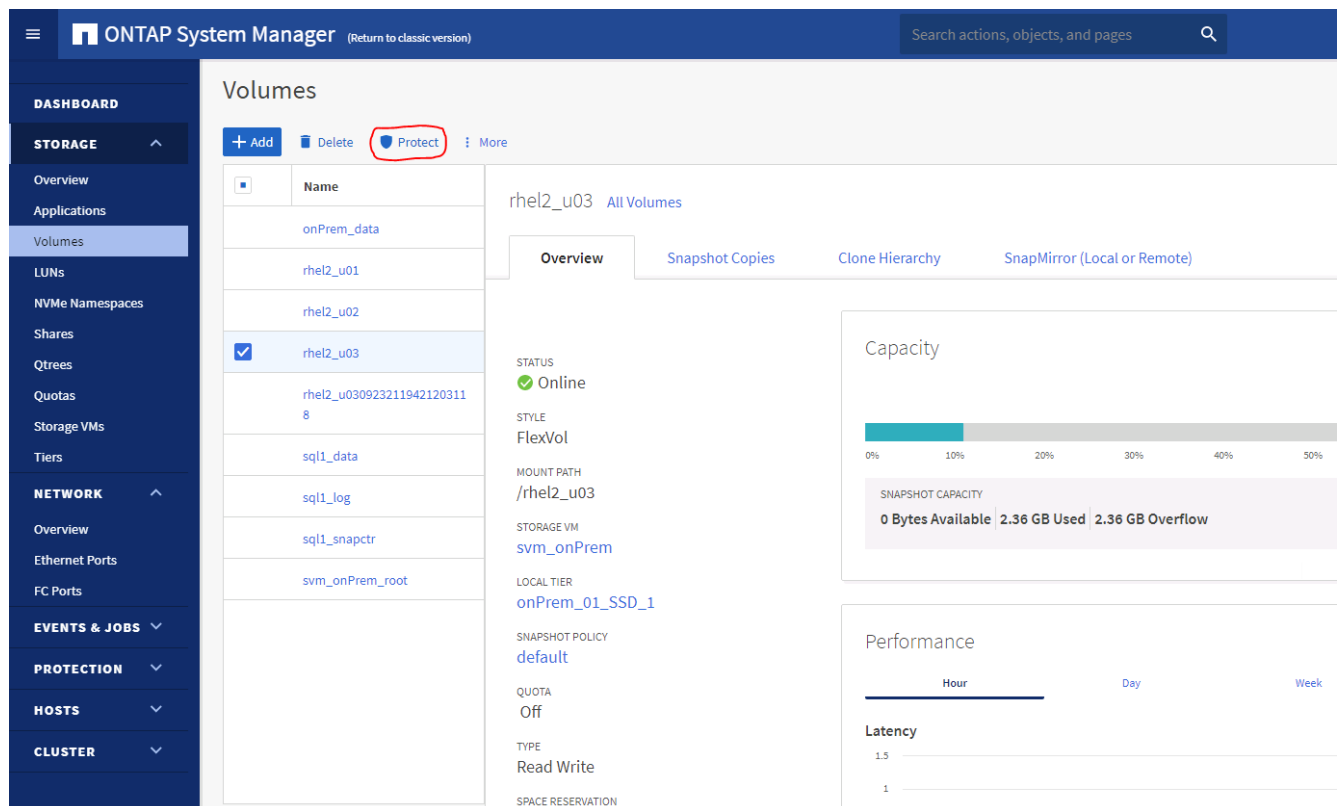 ONTAP System Manager (Return to classic version)
Search actions, objects, and pages
DASHBOARD
STORAGE
Overview
Applications
Volumes
LUNs
NVMe Namespaces
Shares
Qtrees
Quotas
Storage VMs
Tiers
NETWORK
Overview
Ethernet Ports
FC Ports
EVENTS & JOBS
PROTECTION
HOSTS
CLUSTER
Volumes
+ Add Delete Protect More
Name
onPrem_data
rhel2_u01
rhel2_u02
rhel2_u03
rhel2_u030923211942120311
8
sql1_data
sql1_log
sql1_snapctr
svm_onPrem_root
rhel2_u03 All Volumes
Overview Snapshot Copies Clone Hierarchy SnapMirror (Local or Remote)
STATUS
Online
STYLE
FlexVol
MOUNT PATH
/rhel2_u03
STORAGE VM
svm_onPrem
LOCAL TIER
onPrem_01_SSD_1
SNAPSHOT POLICY
default
QUOTA
Off
TYPE
Read Write
SPACE RESERVATION
Capacity
0% 10% 20% 30% 40% 50%
SNAPSHOT CAPACITY
0 Bytes Available 2.36 GB Used 2.36 GB Overflow
Performance
Hour Day Week
Latency
1.5
1